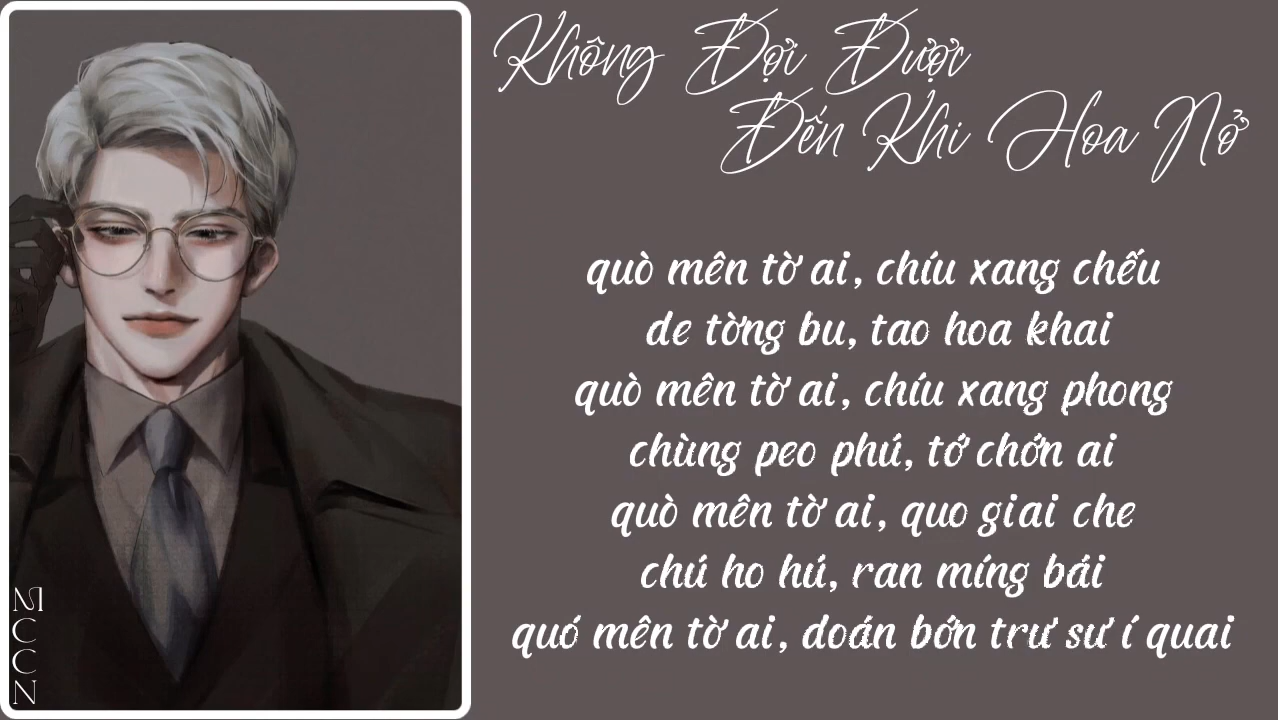 Không Đợi Được
Đến Khi Hoa Nở
quò mên tờ ai, chíu xang chếu
de tờng bu, tao hoa khai
quò mên tờ ai, chíu xang phong
chùng peo phú, tớ chớn ai
quò mên tờ ai, quo giai che
chú ho hú, ran míng bái
quó mên tờ ai, doán bớn trư sư í quai
M
C
C
N